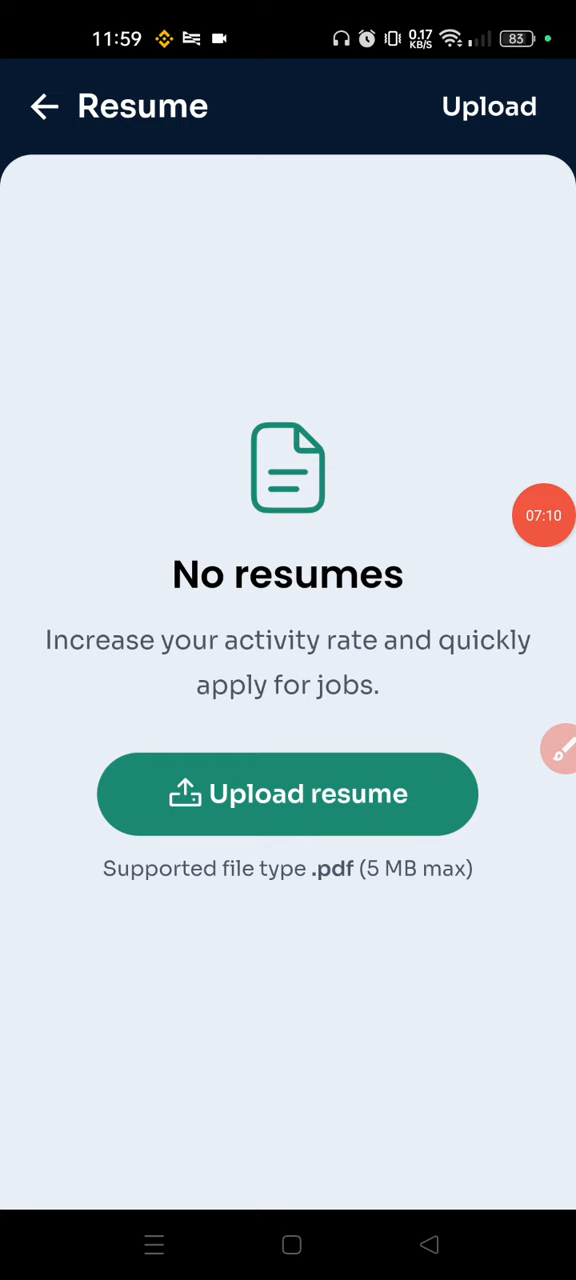 11:59 0.17 KB/S 83
Resume Upload
07:10
No resumes
Increase your activity rate and quickly
apply for jobs.
Upload resume
Supported file type .pdf (5 MB max)